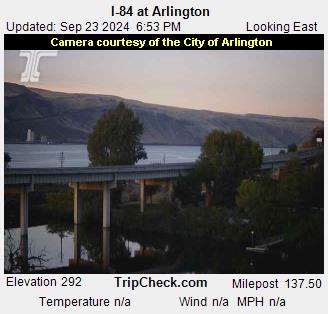 I-84 at Arlington
Updated: Sep 23 2024 6:53 PM Looking East
Camera courtesy of the City of Arlington
Elevation 292 TripCheck.com Milepost 137.50
Temperature n/a Wind n/a MPH n/a